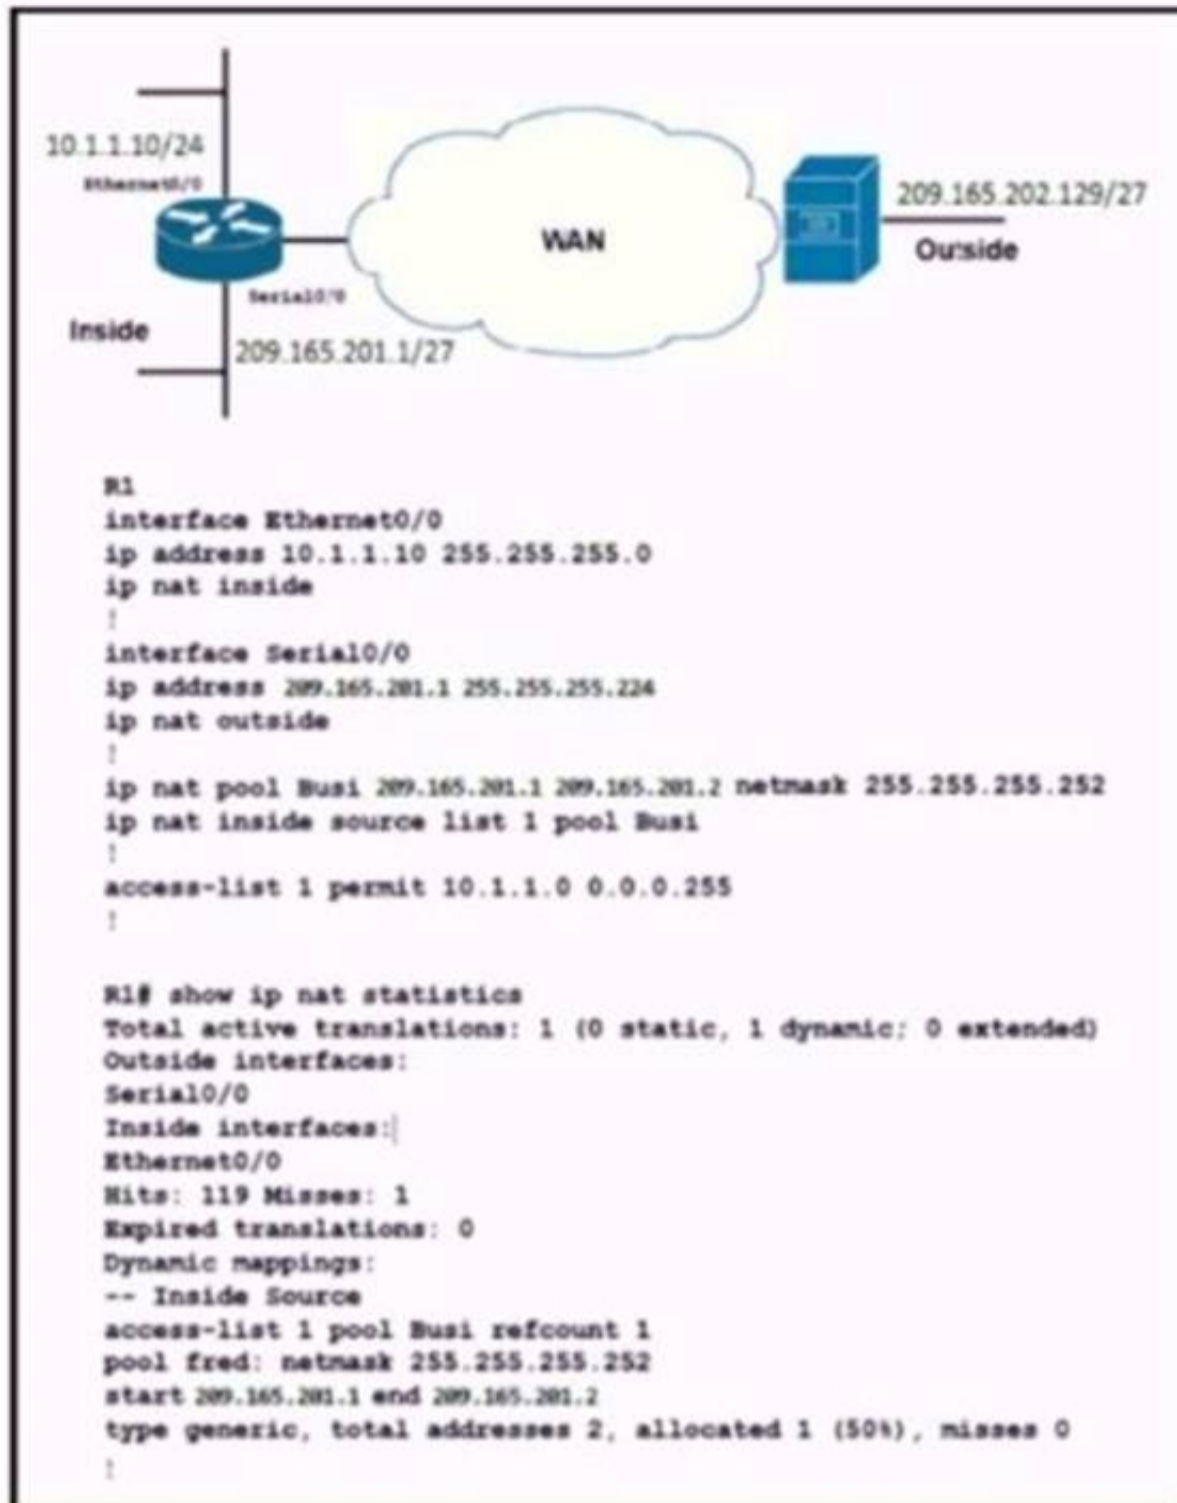 10.1.1.10/24
Ethernet0/0
WAN
209.165.202.129/27
Outside
Serial0/0
Inside
209.165.201.1/27
R1
interface Ethernet0/0
ip address 10.1.1.10 255.255.255.0
ip nat inside
!
interface Serial0/0
ip address 209.165.201.1 255.255.255.224
ip nat outside
!
ip nat pool Busi 209.165.201.1 209.165.201.2 netmask 255.255.255.252
ip nat inside source list 1 pool Busi
!
access-list 1 permit 10.1.1.0 0.0.0.255
!
R1# show ip nat statistics
Total active translations: 1 (0 static, 1 dynamic; 0 extended)
Outside interfaces:
Serial0/0
Inside interfaces:
Ethernet0/0
Hits: 119 Misses: 1
Expired translations: 0
Dynamic mappings:
-- Inside Source
access-list 1 pool Busi refcount 1
pool fred: netmask 255.255.255.252
start 209.165.201.1 end 209.165.201.2
type generic, total addresses 2, allocated 1 (50%), misses 0
!